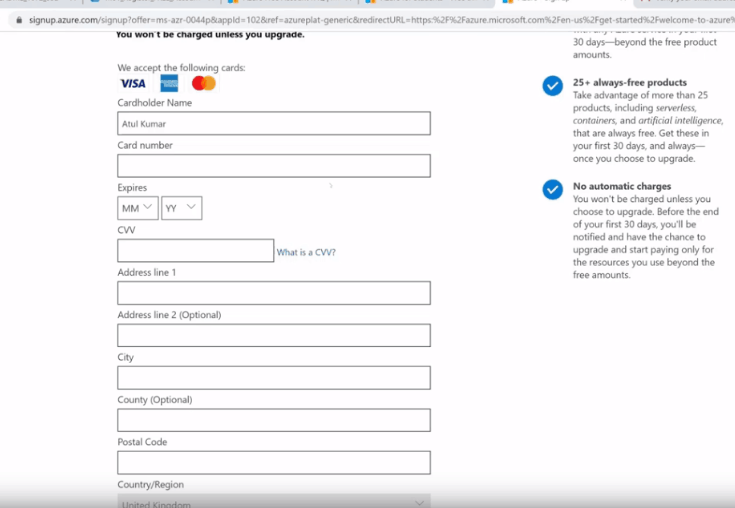 signup.azure.com/signup?offer=ms-azr-0044p&appId=102&ref=azureplat-generic&redirectURL=https:%2F%2Fazure.microsoft.com%2Fen-us%2Fget-started%2Fwelcome-to-azure%
You won't be charged unless you upgrade.
We accept the following cards:
VISA
Cardholder Name
Atul Kumar
Card number
Expires
MM YY
CVV
What is a CVV?
Address line 1
Address line 2 (Optional)
City
County (Optional)
Postal Code
Country/Region
United Kingdom
30 days—beyond the free product
amounts.
25+ always-free products
Take advantage of more than 25
products, including serverless,
containers, and artificial intelligence,
that are always free. Get these in
your first 30 days, and always—
once you choose to upgrade.
No automatic charges
You won't be charged unless you
choose to upgrade. Before the end
of your first 30 days, you'll be
notified and have the chance to
upgrade and start paying only for
the resources you use beyond the
free amounts.